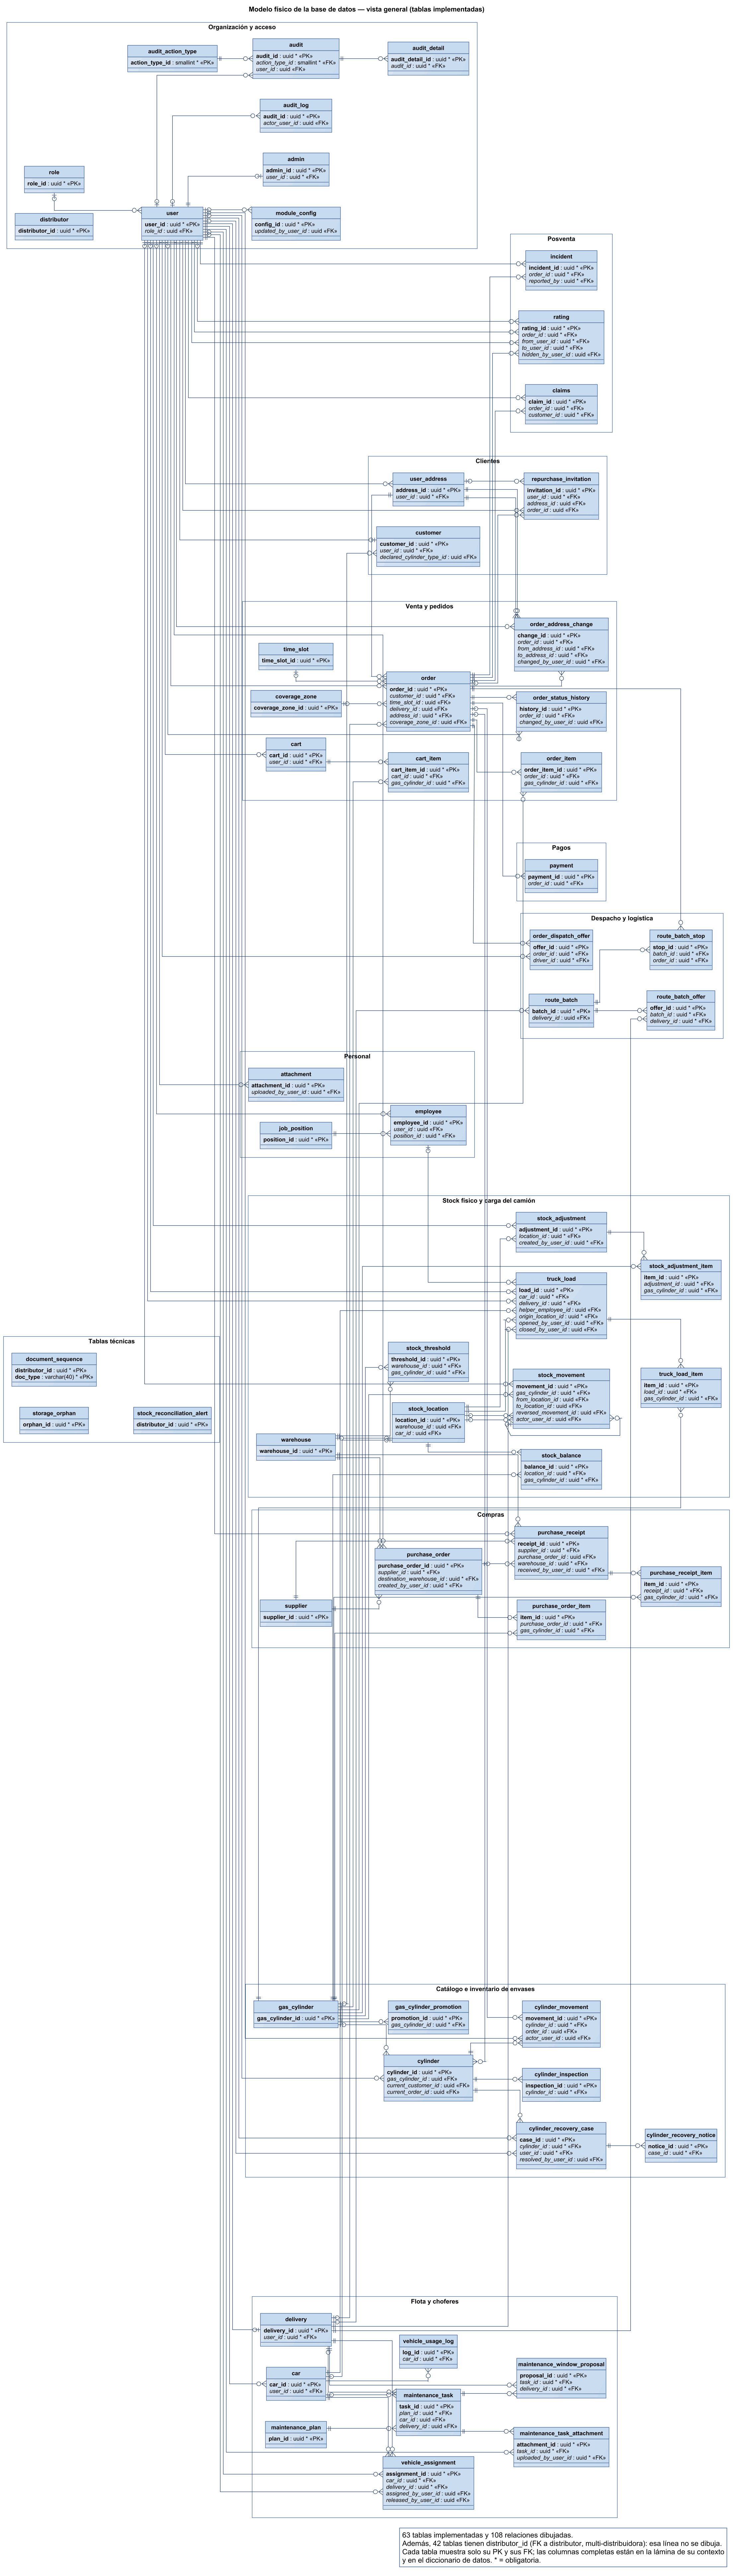 Modelo físico de la base de datos — vista general (tablas implementadas)
Organización y acceso
audit_action_type
action_type_id : smallint * «PK»
audit
audit_id : uuid * «PK»
action_type_id : smallint * «FK»
user_id : uuid «FK»
audit_detail
audit_detail_id : uuid * «PK»
audit_id : uuid * «FK»
audit_log
audit_id : uuid * «PK»
actor_user_id : uuid «FK»
admin
admin_id : uuid * «PK»
user_id : uuid * «FK»
role
role_id : uuid * «PK»
distributor
distributor_id : uuid * «PK»
user
user_id : uuid * «PK»
role_id : uuid «FK»
module_config
config_id : uuid * «PK»
updated_by_user_id : uuid «FK»
Posventa
incident
incident_id : uuid * «PK»
order_id : uuid * «FK»
reported_by : uuid * «FK»
rating
rating_id : uuid * «PK»
order_id : uuid * «FK»
from_user_id : uuid * «FK»
to_user_id : uuid * «FK»
hidden_by_user_id : uuid «FK»
claims
claim_id : uuid * «PK»
order_id : uuid * «FK»
customer_id : uuid * «FK»
Clientes
user_address
address_id : uuid * «PK»
user_id : uuid «FK»
repurchase_invitation
invitation_id : uuid * «PK»
user_id : uuid * «FK»
address_id : uuid «FK»
order_id : uuid «FK»
customer
customer_id : uuid * «PK»
user_id : uuid * «FK»
declared_cylinder_type_id : uuid «FK»
Venta y pedidos
time_slot
time_slot_id : uuid * «PK»
coverage_zone
coverage_zone_id : uuid * «PK»
order
order_id : uuid * «PK»
customer_id : uuid «FK»
time_slot_id : uuid «FK»
delivery_id : uuid «FK»
address_id : uuid «FK»
coverage_zone_id : uuid «FK»
order_address_change
change_id : uuid * «PK»
order_id : uuid * «FK»
from_address_id : uuid «FK»
to_address_id : uuid «FK»
changed_by_user_id : uuid «FK»
order_status_history
history_id : uuid * «PK»
order_id : uuid * «FK»
changed_by_user_id : uuid «FK»
cart
cart_id : uuid * «PK»
user_id : uuid * «FK»
cart_item
cart_item_id : uuid * «PK»
cart_id : uuid * «FK»
gas_cylinder_id : uuid * «FK»
order_item
order_item_id : uuid * «PK»
order_id : uuid * «FK»
gas_cylinder_id : uuid * «FK»
Pagos
payment
payment_id : uuid * «PK»
order_id : uuid * «FK»
Despacho y logística
order_dispatch_offer
offer_id : uuid * «PK»
order_id : uuid * «FK»
driver_id : uuid * «FK»
route_batch_stop
stop_id : uuid * «PK»
batch_id : uuid * «FK»
order_id : uuid * «FK»
route_batch
batch_id : uuid * «PK»
delivery_id : uuid «FK»
route_batch_offer
offer_id : uuid * «PK»
batch_id : uuid * «FK»
delivery_id : uuid * «FK»
Personal
attachment
attachment_id : uuid * «PK»
uploaded_by_user_id : uuid «FK»
job_position
position_id : uuid * «PK»
employee
employee_id : uuid * «PK»
user_id : uuid «FK»
position_id : uuid * «FK»
Stock físico y carga del camión
stock_adjustment
adjustment_id : uuid * «PK»
location_id : uuid * «FK»
created_by_user_id : uuid * «FK»
stock_adjustment_item
item_id : uuid * «PK»
adjustment_id : uuid * «FK»
gas_cylinder_id : uuid * «FK»
truck_load
load_id : uuid * «PK»
car_id : uuid * «FK»
delivery_id : uuid * «FK»
helper_employee_id : uuid «FK»
origin_location_id : uuid * «FK»
opened_by_user_id : uuid * «FK»
closed_by_user_id : uuid «FK»
stock_threshold
threshold_id : uuid * «PK»
warehouse_id : uuid * «FK»
gas_cylinder_id : uuid * «FK»
stock_location
location_id : uuid * «PK»
warehouse_id : uuid «FK»
car_id : uuid «FK»
stock_movement
movement_id : uuid * «PK»
gas_cylinder_id : uuid * «FK»
from_location_id : uuid * «FK»
to_location_id : uuid * «FK»
reversed_movement_id : uuid «FK»
actor_user_id : uuid «FK»
truck_load_item
item_id : uuid * «PK»
load_id : uuid * «FK»
gas_cylinder_id : uuid * «FK»
warehouse
warehouse_id : uuid * «PK»
stock_balance
balance_id : uuid * «PK»
location_id : uuid * «FK»
gas_cylinder_id : uuid * «FK»
Tablas técnicas
document_sequence
distributor_id : uuid * «PK»
doc_type : varchar(40) * «PK»
storage_orphan
orphan_id : uuid * «PK»
stock_reconciliation_alert
distributor_id : uuid * «PK»
Compras
purchase_order
purchase_order_id : uuid * «PK»
supplier_id : uuid * «FK»
destination_warehouse_id : uuid * «FK»
created_by_user_id : uuid * «FK»
purchase_receipt
receipt_id : uuid * «PK»
supplier_id : uuid * «FK»
purchase_order_id : uuid «FK»
warehouse_id : uuid * «FK»
received_by_user_id : uuid * «FK»
purchase_receipt_item
item_id : uuid * «PK»
receipt_id : uuid * «FK»
gas_cylinder_id : uuid * «FK»
supplier
supplier_id : uuid * «PK»
purchase_order_item
item_id : uuid * «PK»
purchase_order_id : uuid * «FK»
gas_cylinder_id : uuid * «FK»
Catálogo e inventario de envases
gas_cylinder
gas_cylinder_id : uuid * «PK»
gas_cylinder_promotion
promotion_id : uuid * «PK»
gas_cylinder_id : uuid * «FK»
cylinder_movement
movement_id : uuid * «PK»
cylinder_id : uuid * «FK»
order_id : uuid «FK»
actor_user_id : uuid «FK»
cylinder
cylinder_id : uuid * «PK»
gas_cylinder_id : uuid «FK»
current_customer_id : uuid «FK»
current_order_id : uuid «FK»
cylinder_inspection
inspection_id : uuid * «PK»
cylinder_id : uuid * «FK»
cylinder_recovery_case
case_id : uuid * «PK»
cylinder_id : uuid * «FK»
user_id : uuid * «FK»
resolved_by_user_id : uuid «FK»
cylinder_recovery_notice
notice_id : uuid * «PK»
case_id : uuid * «FK»
Flota y choferes
delivery
delivery_id : uuid * «PK»
user_id : uuid * «FK»
vehicle_usage_log
log_id : uuid * «PK»
car_id : uuid * «FK»
car
car_id : uuid * «PK»
user_id : uuid * «FK»
maintenance_window_proposal
proposal_id : uuid * «PK»
task_id : uuid * «FK»
delivery_id : uuid * «FK»
maintenance_task
task_id : uuid * «PK»
plan_id : uuid * «FK»
car_id : uuid «FK»
delivery_id : uuid «FK»
maintenance_plan
plan_id : uuid * «PK»
maintenance_task_attachment
attachment_id : uuid * «PK»
task_id : uuid * «FK»
uploaded_by_user_id : uuid * «FK»
vehicle_assignment
assignment_id : uuid * «PK»
car_id : uuid * «FK»
delivery_id : uuid * «FK»
assigned_by_user_id : uuid «FK»
released_by_user_id : uuid «FK»
63 tablas implementadas y 108 relaciones dibujadas.
Además, 42 tablas tienen distributor_id (FK a distributor, multi-distribuidora): esa línea no se dibuja.
Cada tabla muestra solo su PK y sus FK; las columnas completas están en la lámina de su contexto
y en el diccionario de datos. * = obligatoria.